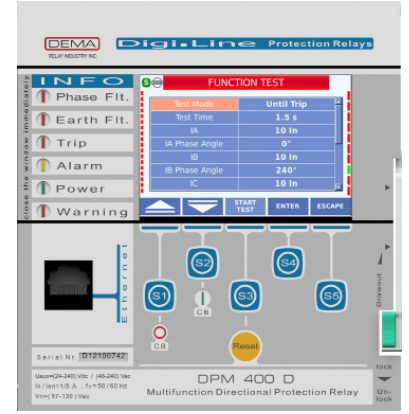 DEMA
RELAY INDUSTRY INC.
Digi-Line Protection Relays
close the window immediately
INFO
Phase Flt.
Earth Flt.
Trip
Alarm
Power
Warning
FUNCTION TEST
Test Mode Until Trip
Test Time 1.5 s
IA 10 In
IA Phase Angle 0°
IB 10 In
IB Phase Angle 240°
IC 10 In
START TEST ENTER ESCAPE
Ethernet
S1
S2
S3
S4
S5
CB
CB
Reset
Drawout
Serial Nr. D12100742
Uaux=(24-240) Vdc / (48-240) Vac
In / Ion=1/5 A , fn = 50 / 60 Hz
Vn=( 57-130 ) Vac
DPM 400 D
Multifunction Directional Protection Relay
lock
Un-
lock